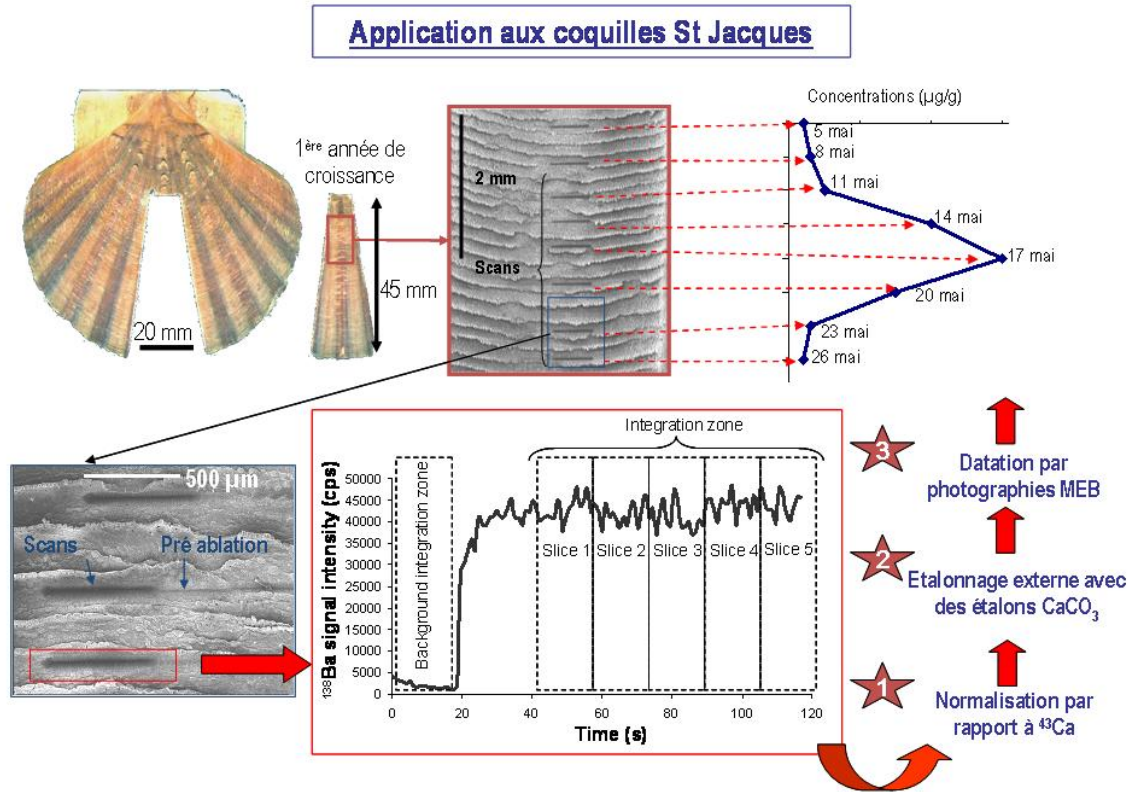 Application aux coquilles St Jacques
1ère année de
croissance
20 mm
45 mm
2 mm
Scans
Concentrations (µg/g)
5 mai
8 mai
11 mai
14 mai
17 mai
20 mai
23 mai
26 mai
500 µm
Scans
Pré ablation
Integration zone
138Ba signal intensity (cps)
50000
45000
40000
35000
30000
25000
20000
15000
10000
5000
0
Background integration zone
Slice 1
Slice 2
Slice 3
Slice 4
Slice 5
0
20
40
60
80
100
120
Time (s)
3
Datation par
photographies MEB
2
Etalonnage externe avec
des étalons CaCO3
1
Normalisation par
rapport à 43Ca